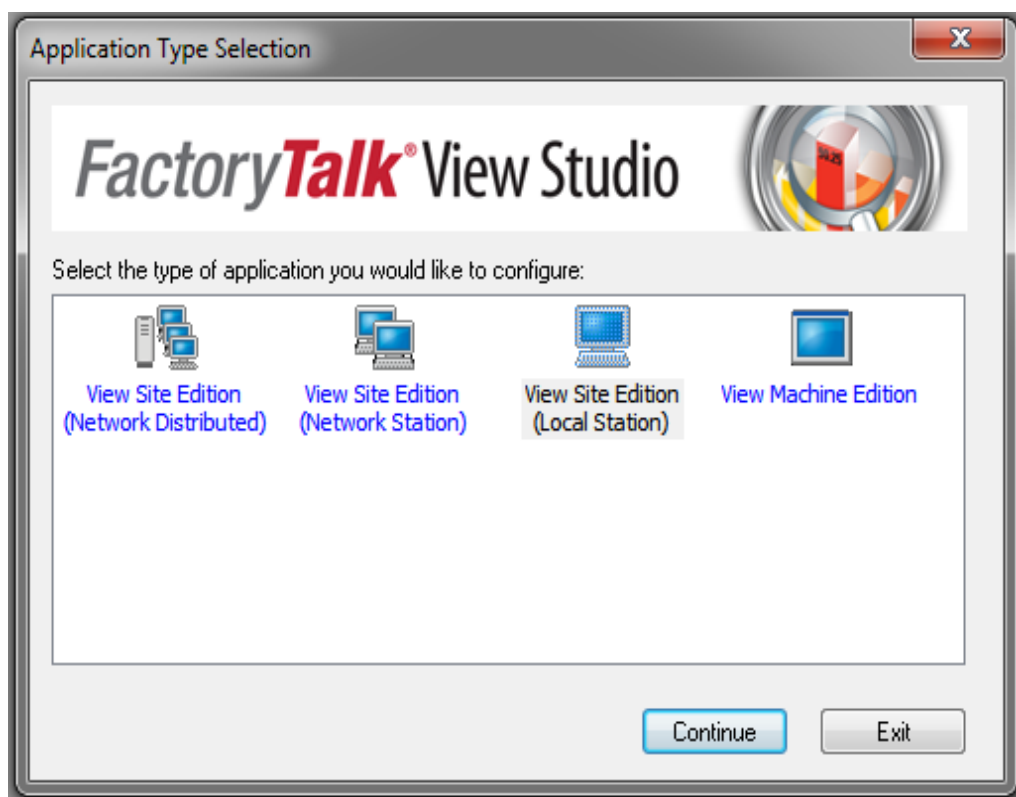 Application Type Selection
FactoryTalk® View Studio
Select the type of application you would like to configure:
View Site Edition
(Network Distributed)
View Site Edition
(Network Station)
View Site Edition
(Local Station)
View Machine Edition
Continue
Exit